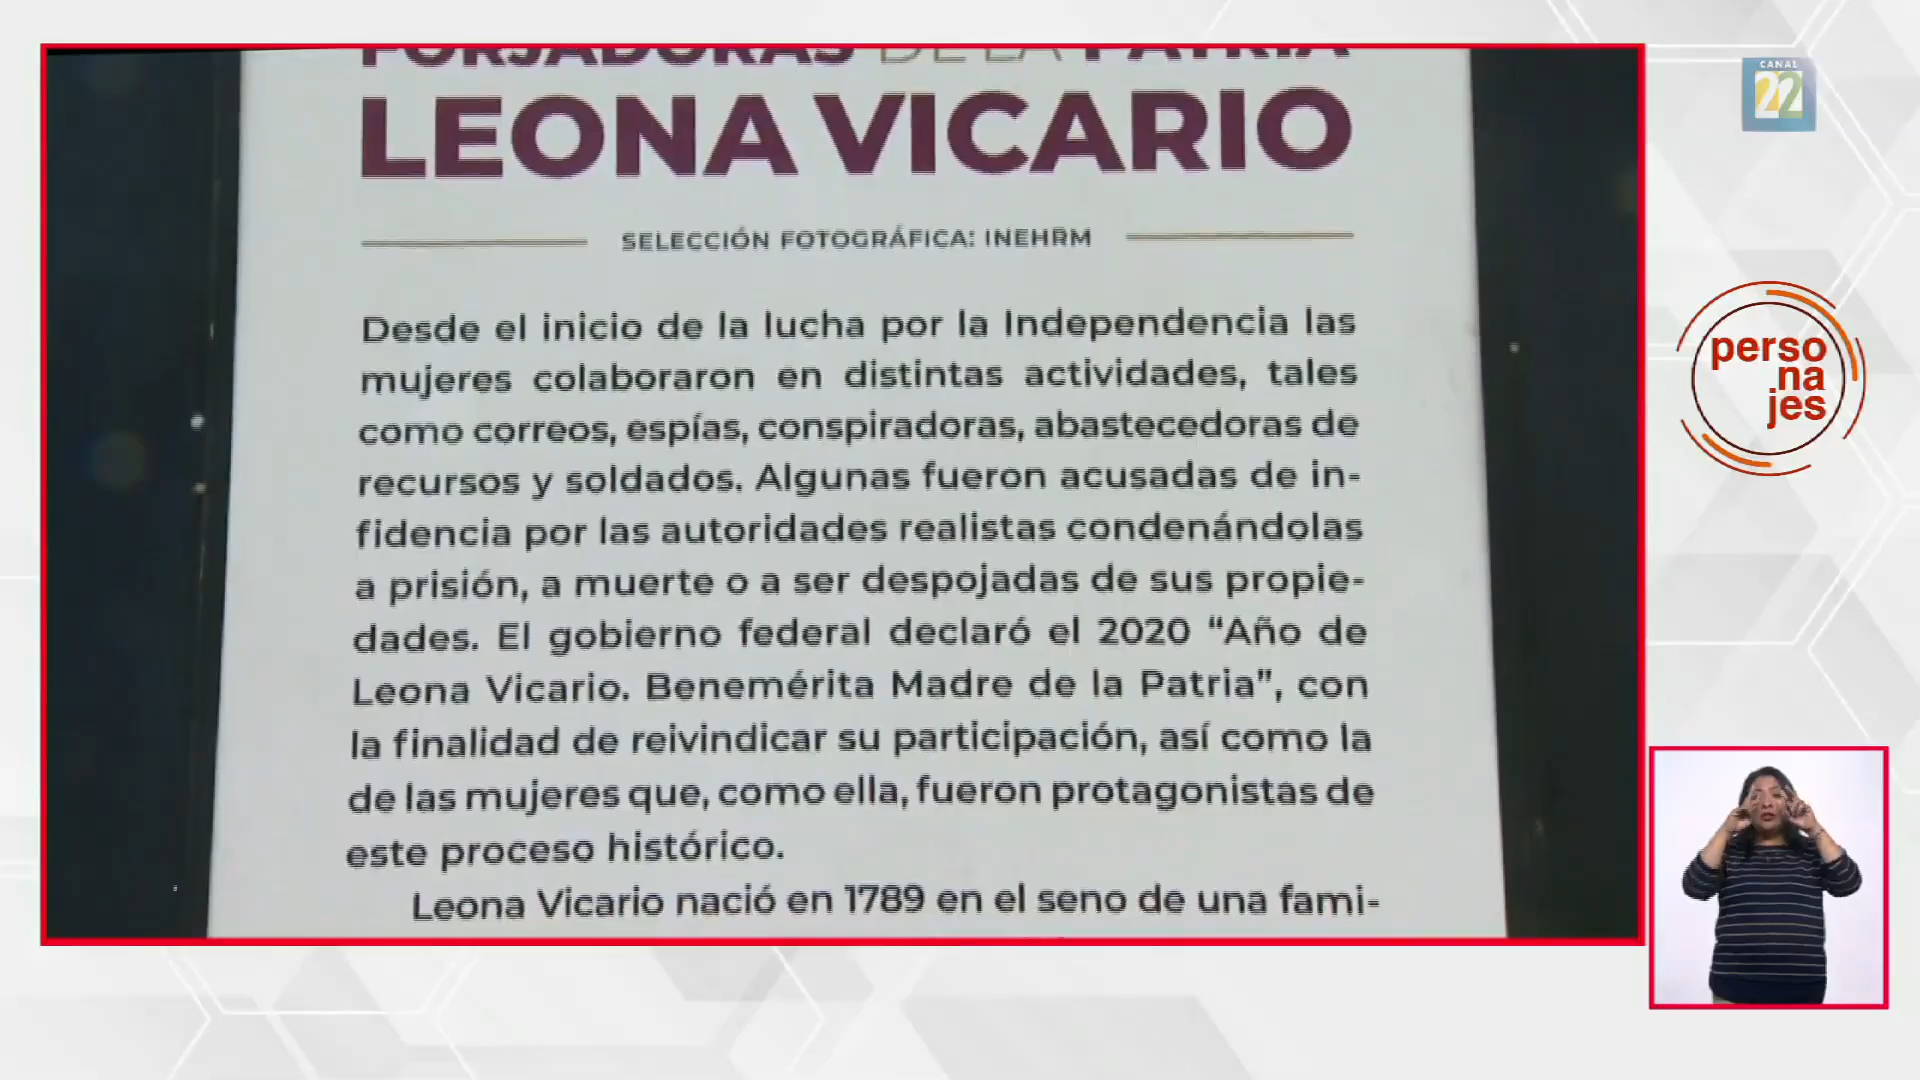 FORJADORAS DE LA PATRIA
LEONA VICARIO
SELECCIÓN FOTOGRÁFICA: INEHRM
Desde el inicio de la lucha por la Independencia las
mujeres colaboraron en distintas actividades, tales
como correos, espías, conspiradoras, abastecedoras de
recursos y soldados. Algunas fueron acusadas de in-
fidencia por las autoridades realistas condenándolas
a prisión, a muerte o a ser despojadas de sus propie-
dades. El gobierno federal declaró el 2020 “Año de
Leona Vicario. Benemérita Madre de la Patria”, con
la finalidad de reivindicar su participación, así como la
de las mujeres que, como ella, fueron protagonistas de
este proceso histórico.
Leona Vicario nació en 1789 en el seno de una fami-
CANAL
22
perso
na
jes